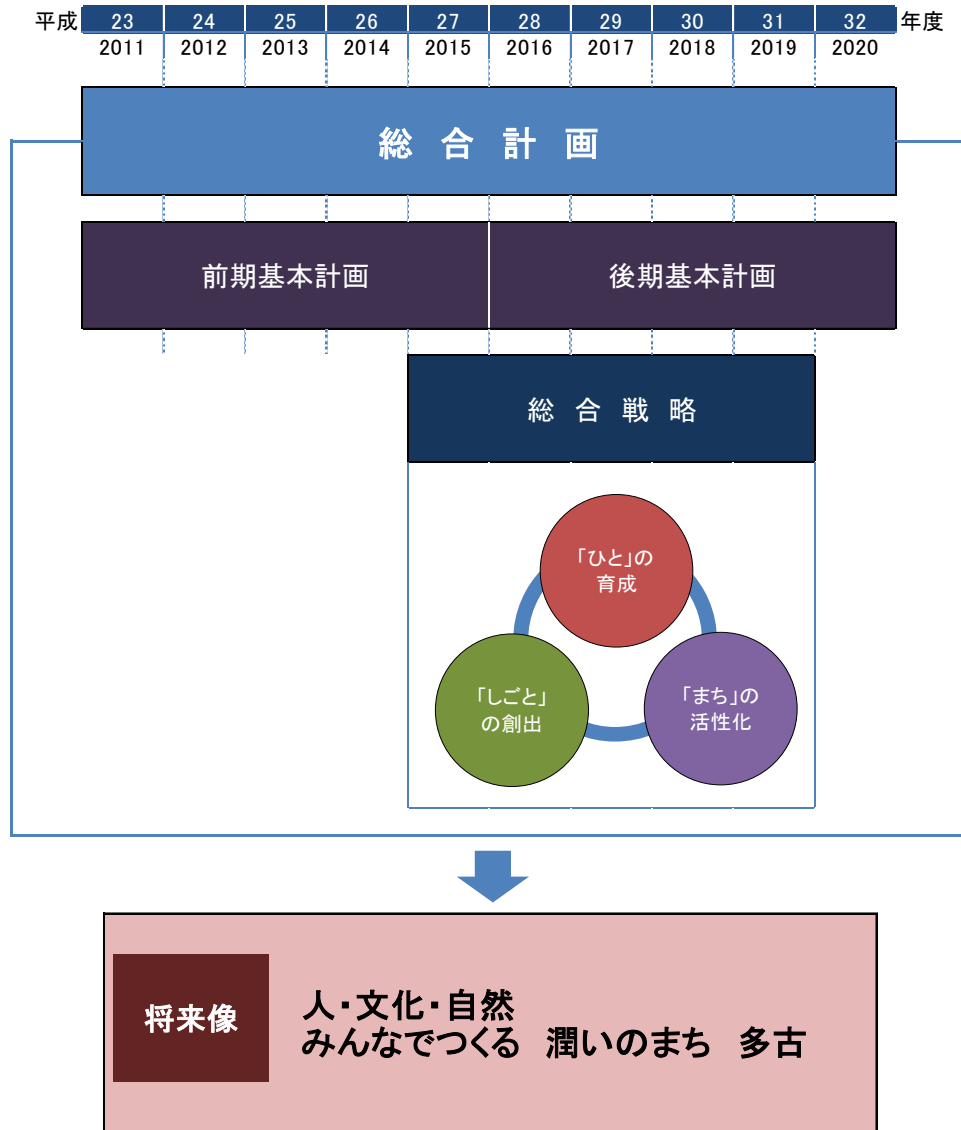 平成 23 24 25 26 27 28 29 30 31 32 年度
2011 2012 2013 2014 2015 2016 2017 2018 2019 2020
総 合 計 画
前期基本計画 後期基本計画
総 合 戦 略
「ひと」の
育成
「しごと」
の創出
「まち」の
活性化
将来像
人・文化・自然
みんなでつくる 潤いのまち 多古